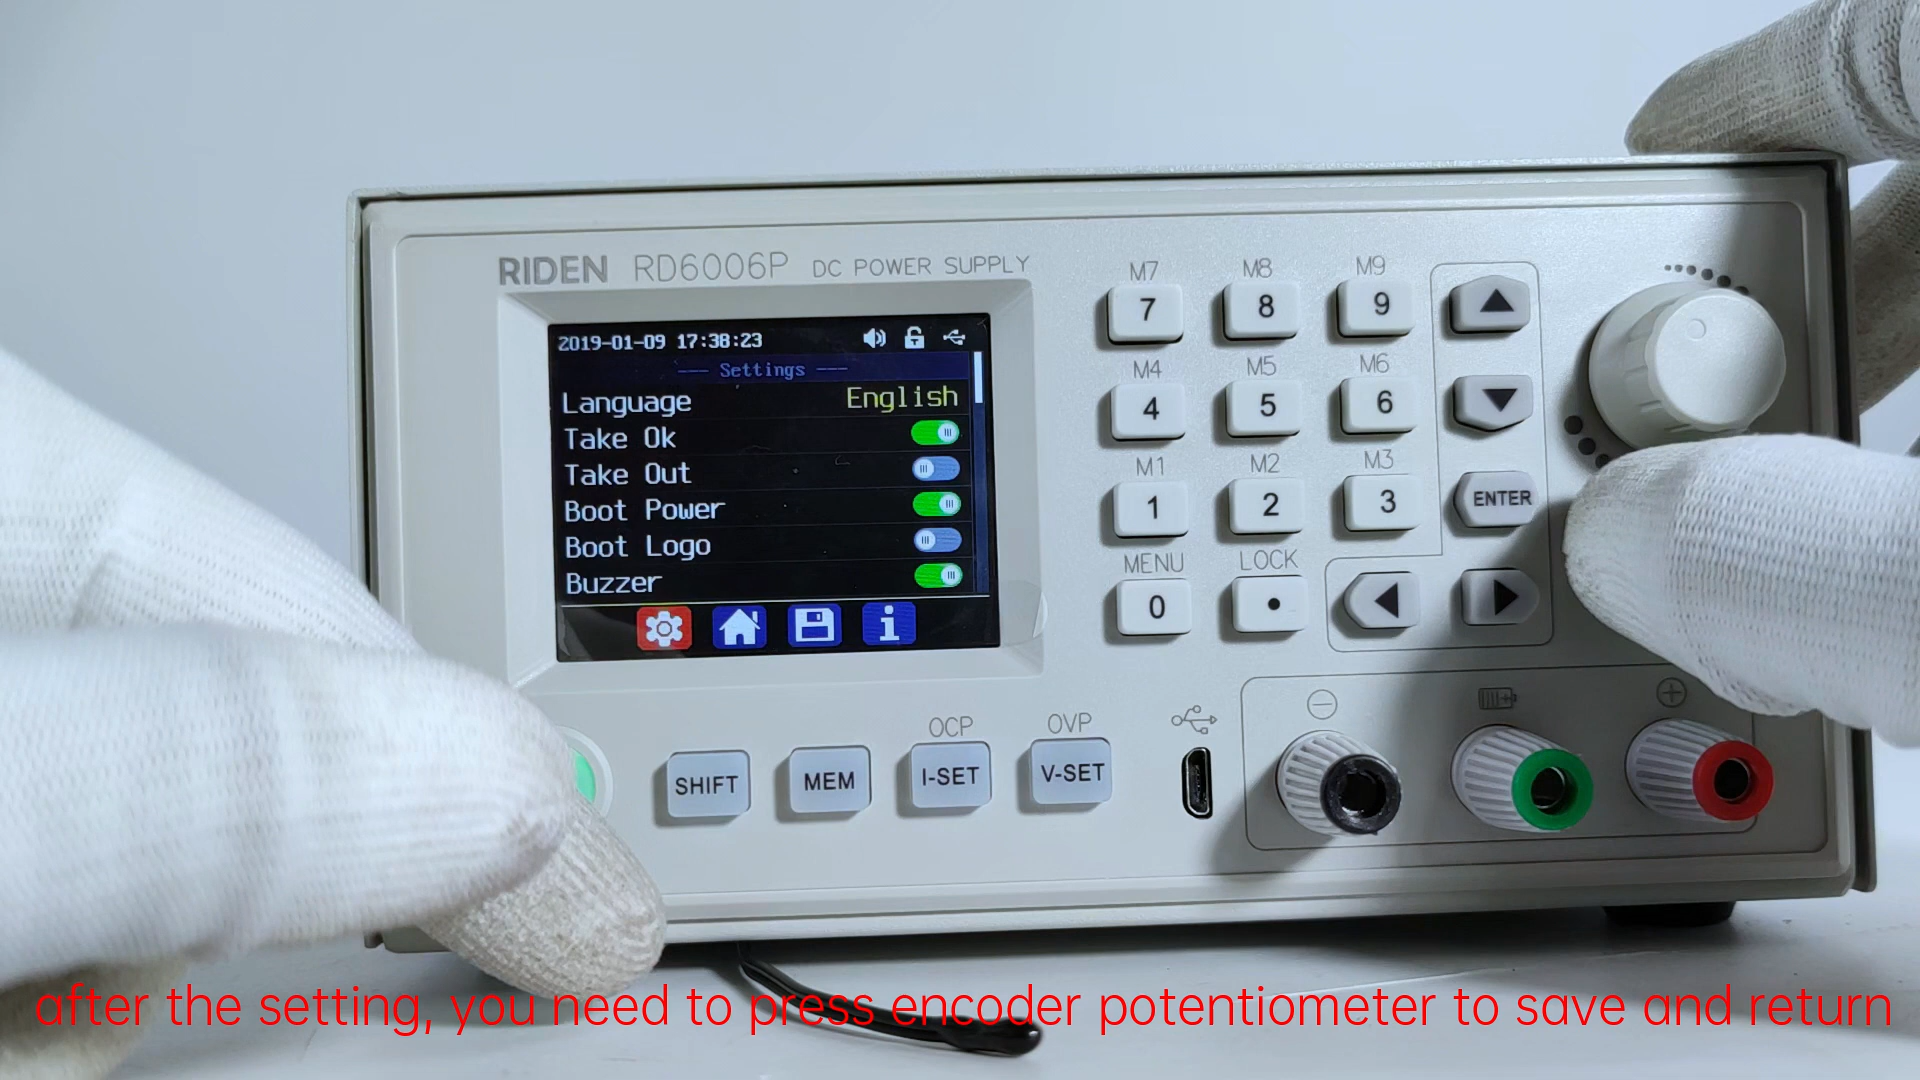 RIDEN RD6006P DC POWER SUPPLY
2019-01-09 17:38:23
--- Settings ---
Language English
Take Ok
Take Out
Boot Power
Boot Logo
Buzzer
i
M7 M8 M9
7 8 9
M4 M5 M6
4 5 6
M1 M2 M3
1 2 3
ENTER
MENU LOCK
0 •
OCP OVP
SHIFT MEM I-SET V-SET
after the setting, you need to press encoder potentiometer to save and return